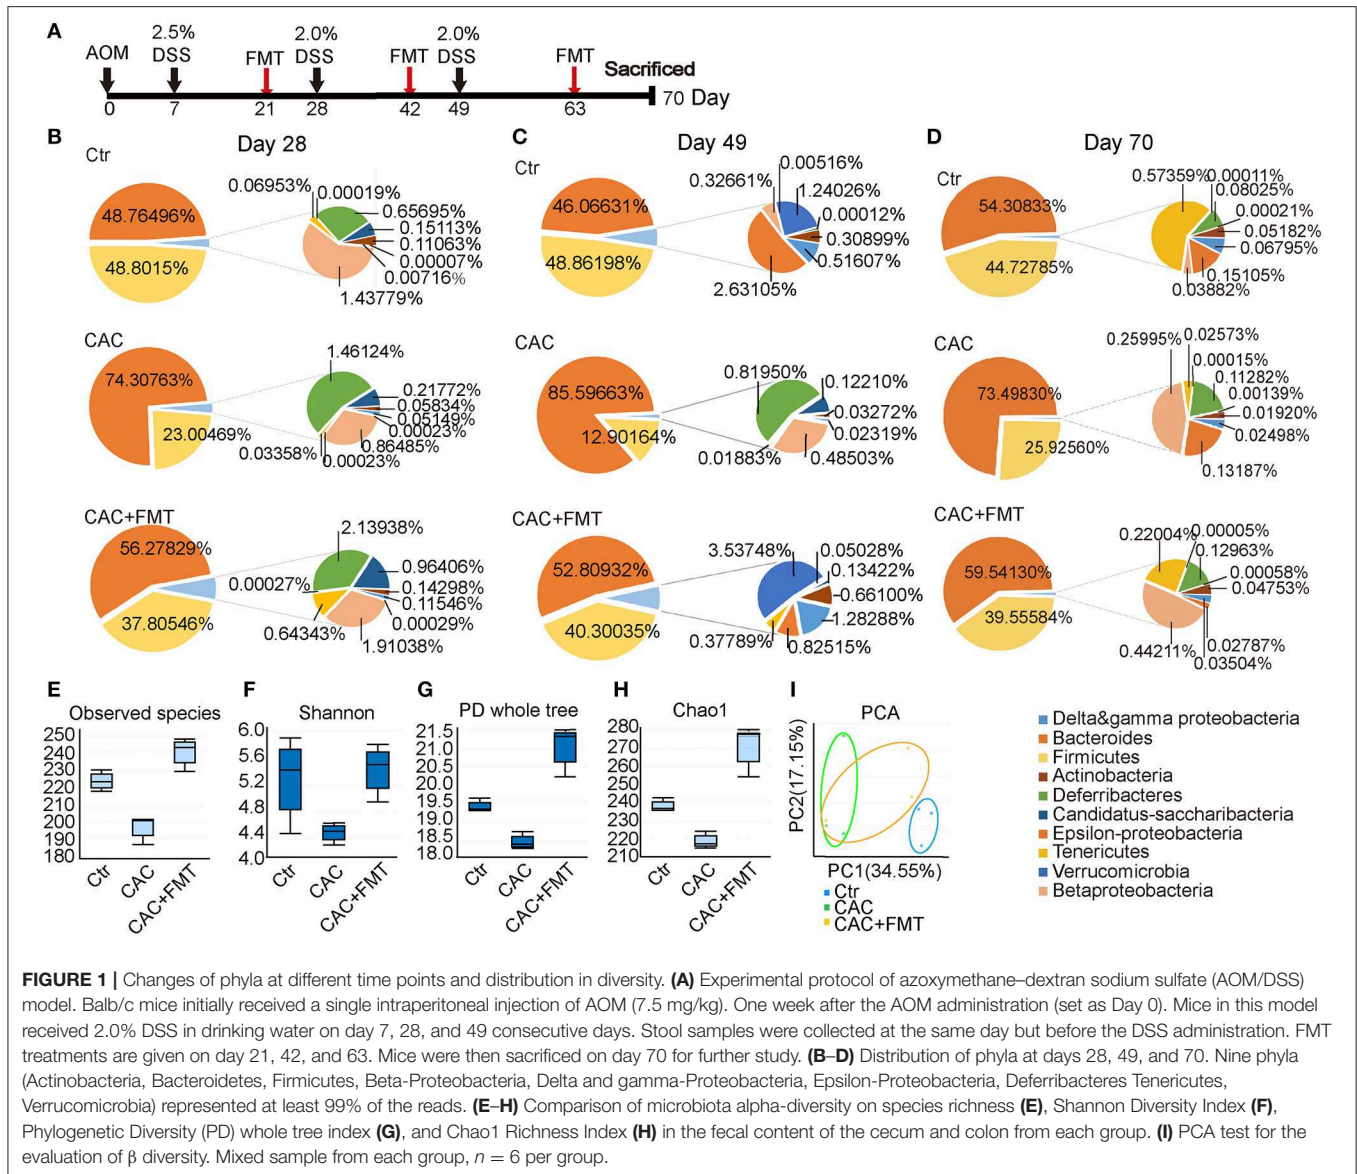 A
AOM
2.5%
DSS
FMT
2.0%
DSS
FMT
2.0%
DSS
FMT
Sacrificed
0
7
21
28
42
49
63
70 Day
B
Day 28
Ctr
48.76496%
48.8015%
0.06953%
0.00019%
0.65695%
0.15113%
0.11063%
0.00007%
0.00716%
1.43779%
CAC
74.30763%
23.00469%
1.46124%
0.21772%
0.05834%
0.05149%
0.00023%
0.86485%
0.03358%
0.00023%
CAC+FMT
56.27829%
37.80546%
2.13938%
0.96406%
0.14298%
0.11546%
0.00029%
1.91038%
0.00027%
0.64343%
C
Day 49
Ctr
46.06631%
48.86198%
0.00516%
0.32661%
1.24026%
0.00012%
0.30899%
0.51607%
2.63105%
CAC
85.59663%
12.90164%
0.81950%
0.12210%
0.03272%
0.02319%
0.01883%
0.48503%
CAC+FMT
52.80932%
40.30035%
3.53748%
0.05028%
0.13422%
0.66100%
1.28288%
0.37789%
0.82515%
D
Day 70
Ctr
54.30833%
44.72785%
0.57359%
0.00011%
0.08025%
0.00021%
0.05182%
0.06795%
0.15105%
0.03882%
CAC
73.49830%
25.92560%
0.25995%
0.02573%
0.00015%
0.11282%
0.00139%
0.01920%
0.02498%
0.13187%
CAC+FMT
59.54130%
39.55584%
0.22004%
0.00005%
0.12963%
0.00058%
0.04753%
0.02787%
0.03504%
0.44211%
E
Observed species
250
240
230
220
210
200
190
180
Ctr
CAC
CAC+FMT
F
Shannon
6.0
5.6
5.2
4.8
4.4
4.0
Ctr
CAC
CAC+FMT
G
PD whole tree
21.5
21.0
20.5
20.0
19.5
19.0
18.5
18.0
Ctr
CAC
CAC+FMT
H
Chao1
280
270
260
250
240
230
220
210
Ctr
CAC
CAC+FMT
I
PCA
PC2(17.15%)
PC1(34.55%)
Ctr
CAC
CAC+FMT
Delta&gamma proteobacteria
Bacteroides
Firmicutes
Actinobacteria
Deferribacteres
Candidatus-saccharibacteria
Epsilon-proteobacteria
Tenericutes
Verrucomicrobia
Betaproteobacteria
FIGURE 1 | Changes of phyla at different time points and distribution in diversity. (A) Experimental protocol of azoxymethane–dextran sodium sulfate (AOM/DSS)
model. Balb/c mice initially received a single intraperitoneal injection of AOM (7.5 mg/kg). One week after the AOM administration (set as Day 0). Mice in this model
received 2.0% DSS in drinking water on day 7, 28, and 49 consecutive days. Stool samples were collected at the same day but before the DSS administration. FMT
treatments are given on day 21, 42, and 63. Mice were then sacrificed on day 70 for further study. (B–D) Distribution of phyla at days 28, 49, and 70. Nine phyla
(Actinobacteria, Bacteroidetes, Firmicutes, Beta-Proteobacteria, Delta and gamma-Proteobacteria, Epsilon-Proteobacteria, Deferribacteres Tenericutes,
Verrucomicrobia) represented at least 99% of the reads. (E–H) Comparison of microbiota alpha-diversity on species richness (E), Shannon Diversity Index (F),
Phylogenetic Diversity (PD) whole tree index (G), and Chao1 Richness Index (H) in the fecal content of the cecum and colon from each group. (I) PCA test for the
evaluation of β diversity. Mixed sample from each group, n = 6 per group.